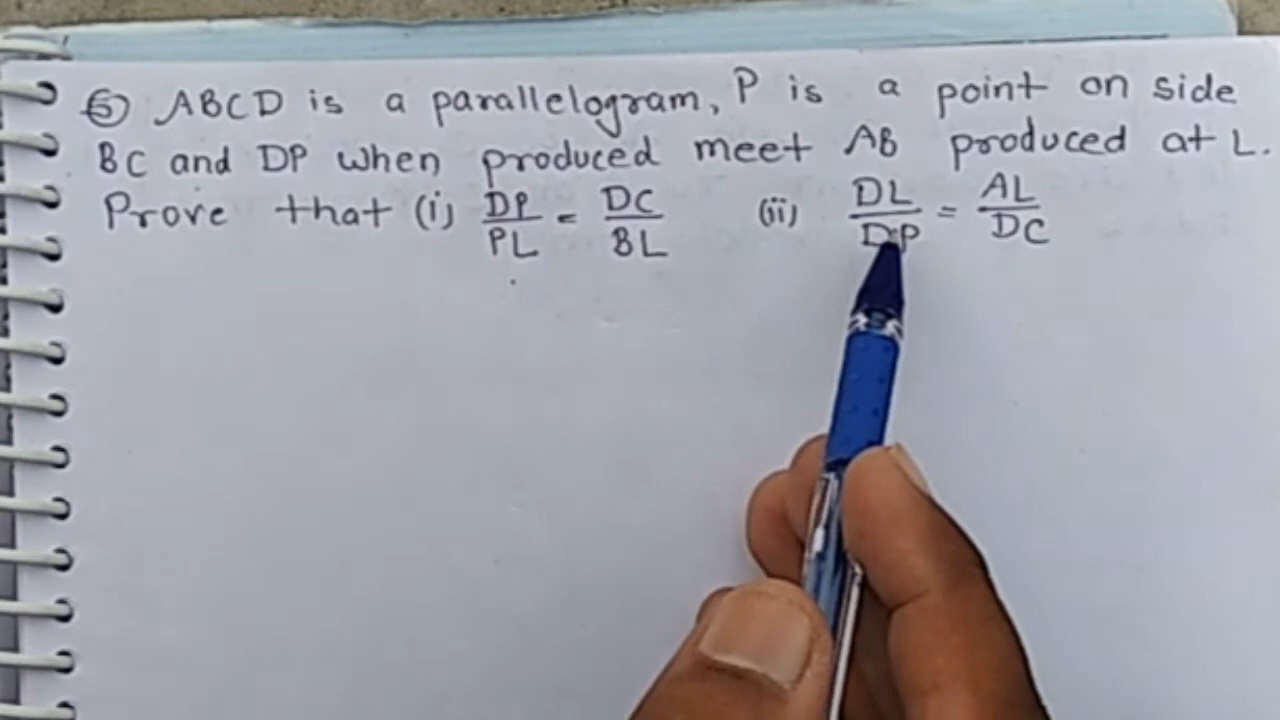 ⑤ ABCD is a parallelogram, P is a point on side
BC and DP when produced meet AB produced at L.
Prove that (i) DP/PL = DC/BL (ii) DL/DP = AL/DC